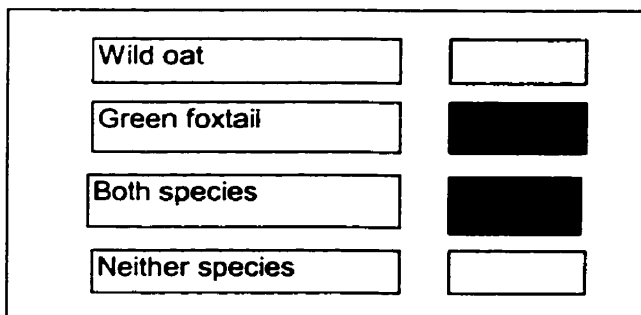 Wild oat
Green foxtail
Both species
Neither species